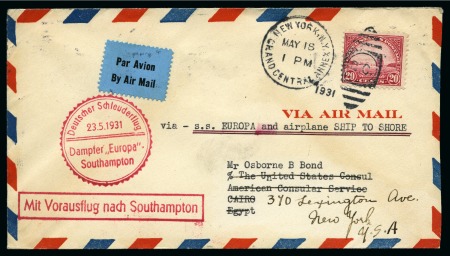 Par Avion
By Air Mail
NEW YORK, N.Y.
MAY 18
1 PM
1931
GRAND CENTRAL ANNEX
20 20
VIA AIR MAIL
Deutscher Schleuderflug
23.5.1931
Dampfer „Europa"-
Southampton
via - s.s. EUROPA and airplane SHIP TO SHORE
Mr Osborne B Bond
% The United States Consul
American Consular Service
CAIRO 370 Lexington Ave.
Egypt New York
U.S.A
Mit Vorausflug nach Southampton